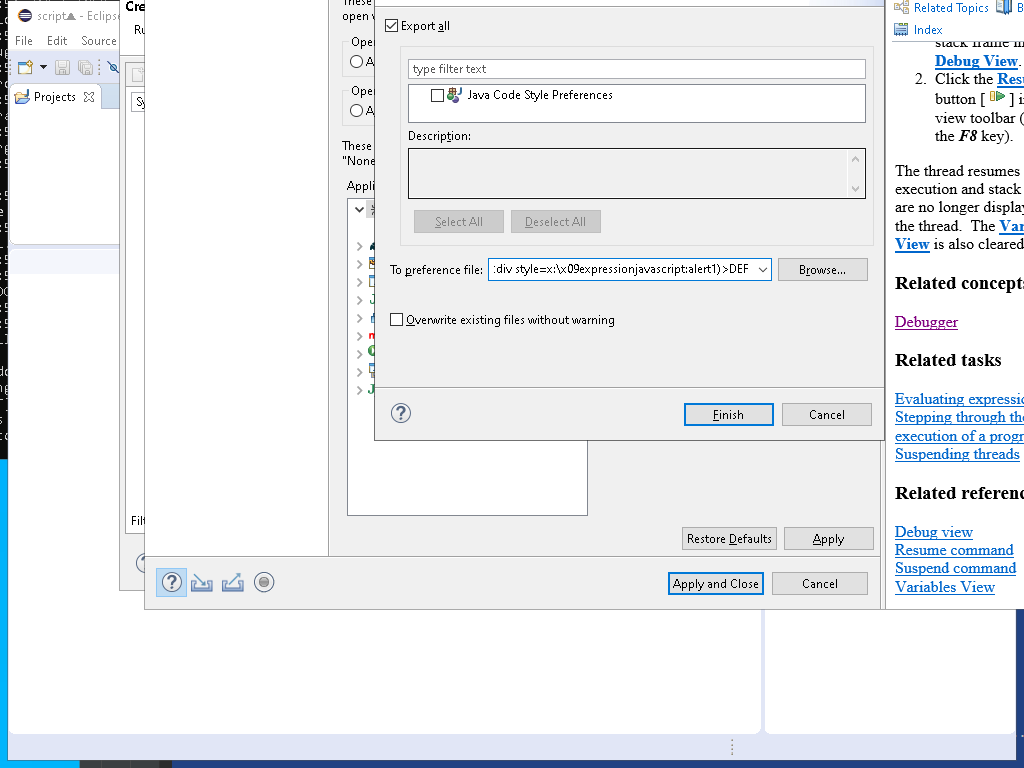 script▲ - Eclipse
File Edit Source
Projects
Cre
Ru
Sy
Filt
These
open v
Ope
A
Ope
A
These
"None
Appli
Restore Defaults
Apply
Apply and Close
Cancel
Export all
type filter text
Java Code Style Preferences
Description:
Select All
Deselect All
To preference file:
:div style=x:\x09expressionjavascript:alert1)>DEF
Browse...
Overwrite existing files without warning
Finish
Cancel
Related Topics
B
Index
stack frame in
Debug View.
2. Click the Resu
button [ ] i
view toolbar (
the F8 key).
The thread resumes
execution and stack
are no longer display
the thread. The Var
View is also cleared
Related concepts
Debugger
Related tasks
Evaluating expressio
Stepping through the
execution of a progr
Suspending threads
Related referenc
Debug view
Resume command
Suspend command
Variables View